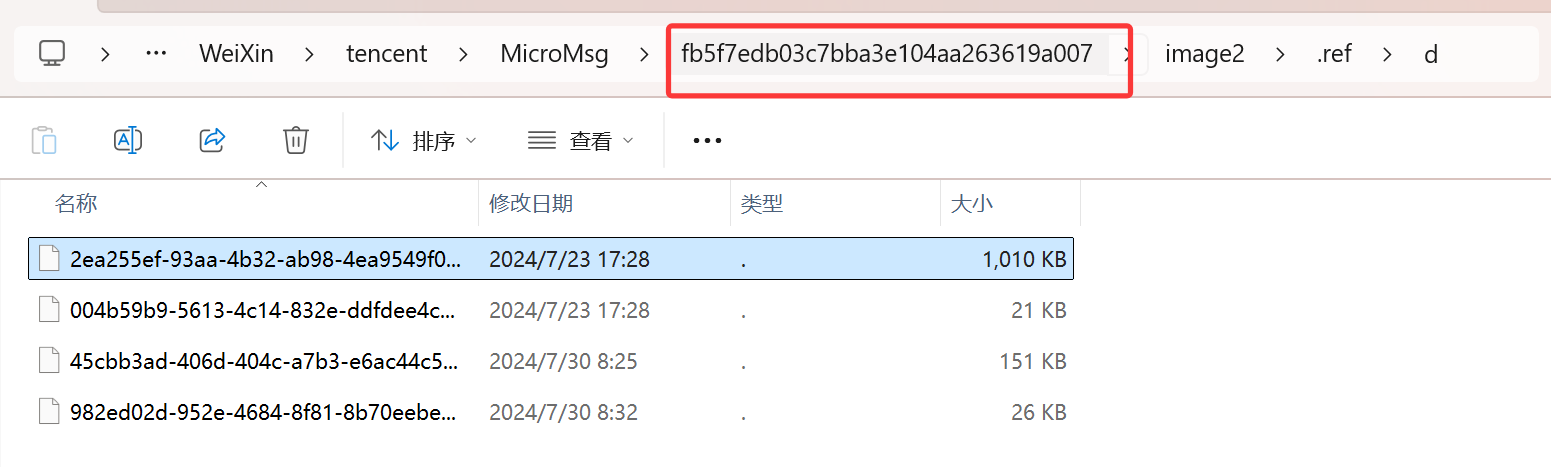 WeiXin > tencent > MicroMsg > fb5f7edb03c7bba3e104aa263619a007 > image2 > .ref > d
排序 查看
名称 修改日期 类型 大小
2ea255ef-93aa-4b32-ab98-4ea9549f0... 2024/7/23 17:28 . 1,010 KB
004b59b9-5613-4c14-832e-ddfdee4c... 2024/7/23 17:28 . 21 KB
45cbb3ad-406d-404c-a7b3-e6ac44c5... 2024/7/30 8:25 . 151 KB
982ed02d-952e-4684-8f81-8b70eebe... 2024/7/30 8:32 . 26 KB